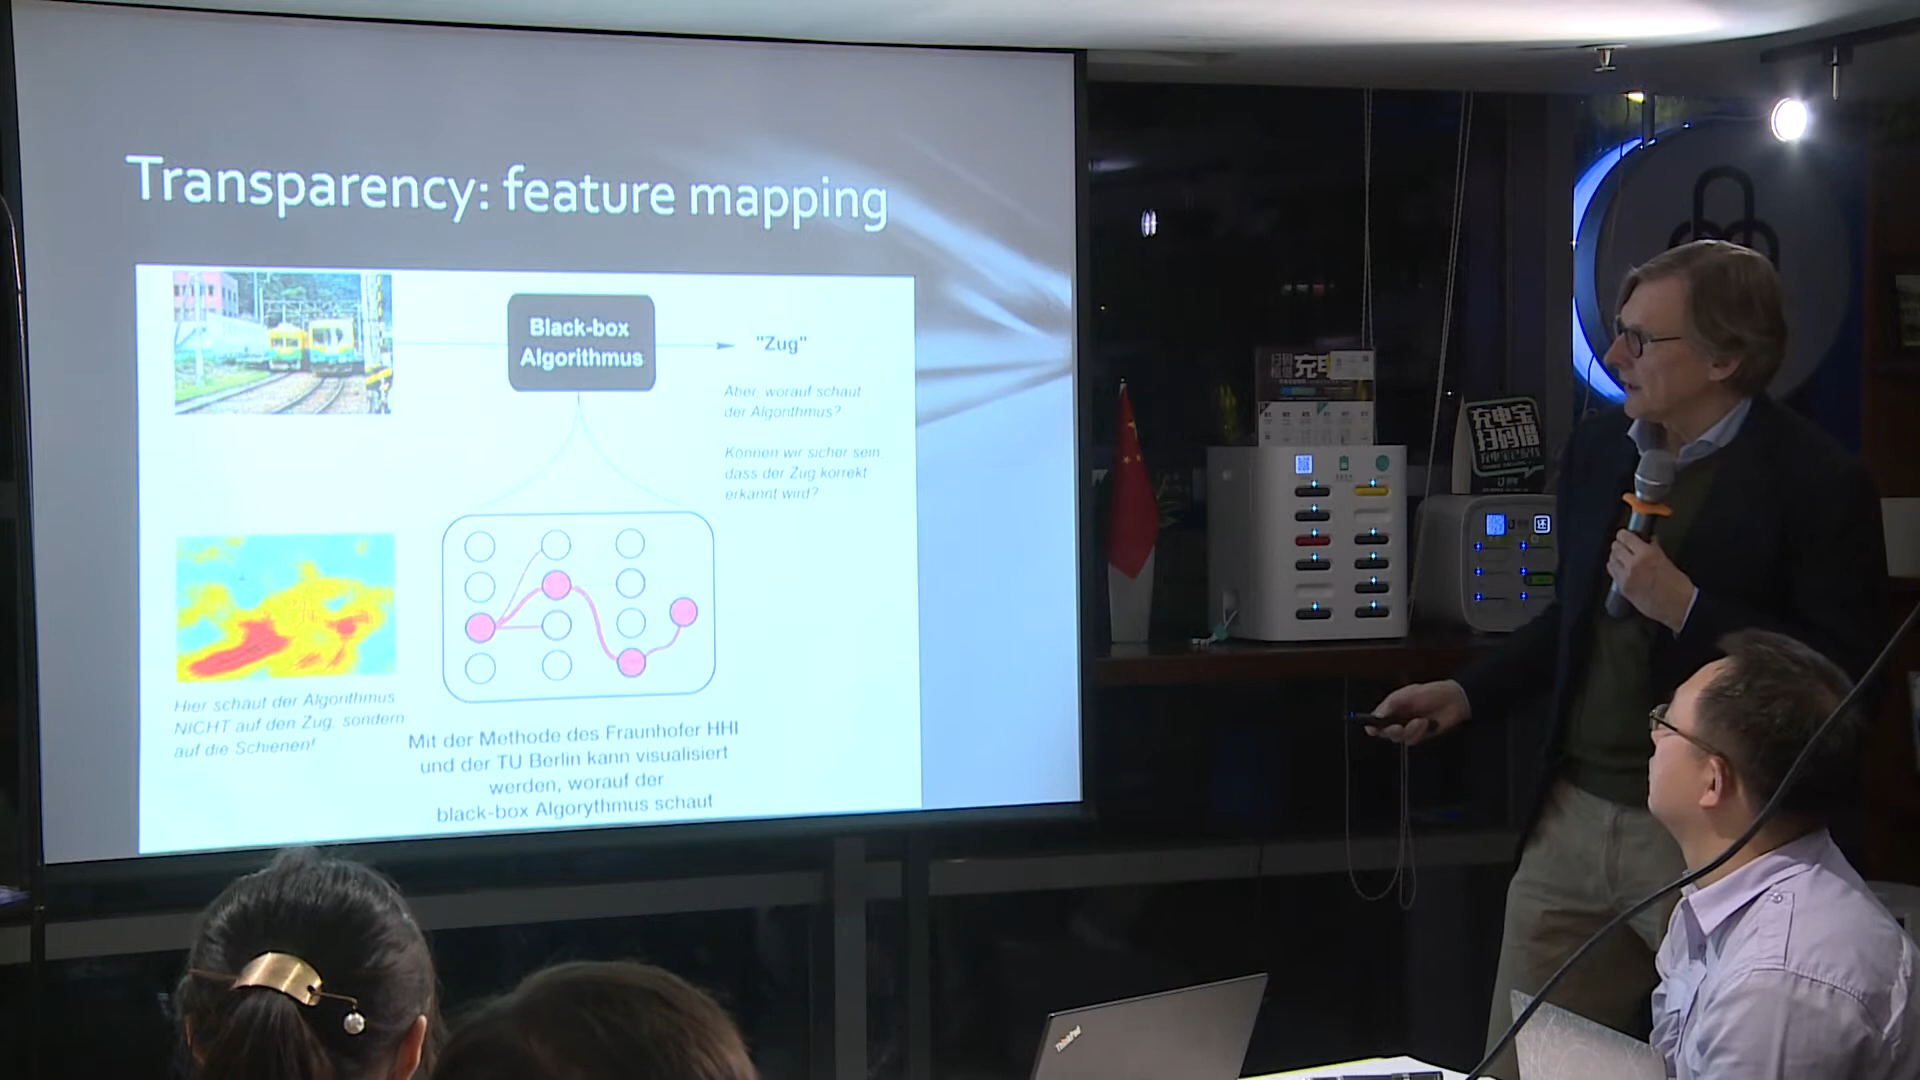 Transparency: feature mapping
Black-box
Algorithmus
"Zug"
Aber, worauf schaut
der Algorithmus?
Können wir sicher sein,
dass der Zug korrekt
erkannt wird?
Hier schaut der Algorithmus
NICHT auf den Zug, sondern
auf die Schienen!
Mit der Methode des Fraunhofer HHI
und der TU Berlin kann visualisiert
werden, worauf der
black-box Algorythmus schaut
充电宝
扫码借
还
ThinkPad